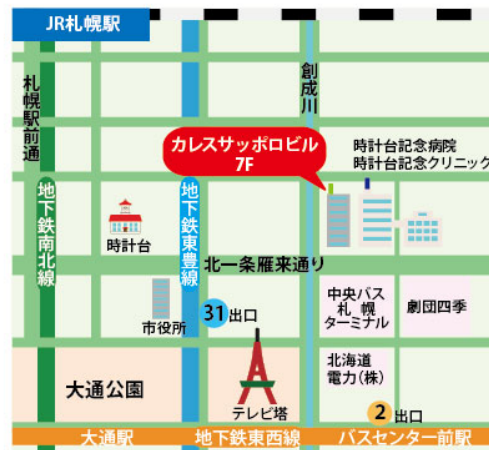 JR札幌駅
札幌駅前通
創成川
カレスサッポロビル
7F
時計台記念病院
時計台記念クリニック
地下鉄南北線
地下鉄東豊線
時計台
北一条雁来通り
中央バス
札幌
ターミナル
劇団四季
31出口
市役所
北海道
電力(株)
大通公園
テレビ塔
2出口
大通駅
地下鉄東西線
バスセンター前駅